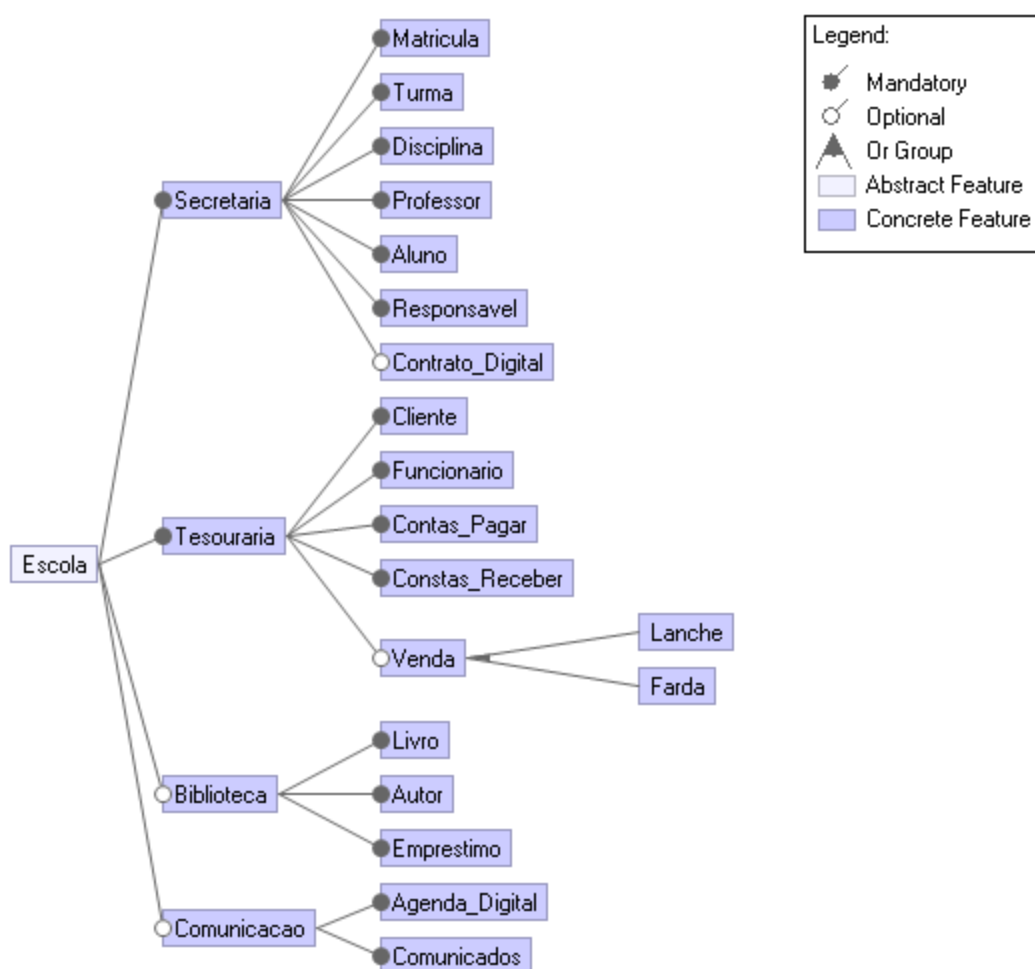 Matricula
Turma
Disciplina
Secretaria
Professor
Aluno
Responsavel
Contrato_Digital
Cliente
Funcionario
Contas_Pagar
Tesouraria
Escola
Constas_Receber
Lanche
Venda
Farda
Livro
Biblioteca
Autor
Emprestimo
Agenda_Digital
Comunicacao
Comunicados
Legend:
Mandatory
Optional
Or Group
Abstract Feature
Concrete Feature